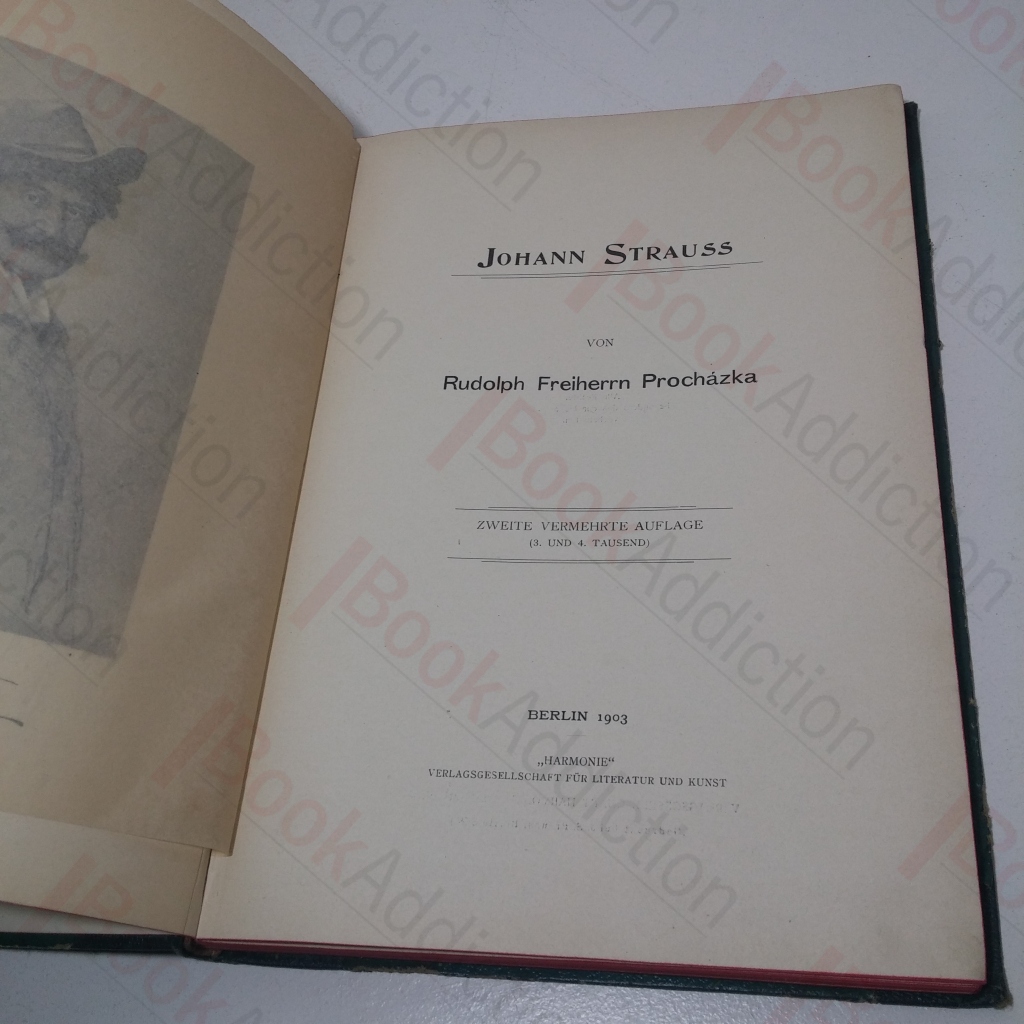 JOHANN STRAUSS
VON
Rudolph Freiherrn Procházka
ZWEITE VERMEHRTE AUFLAGE
(3. UND 4. TAUSEND)
BERLIN 1903
„HARMONIE“
VERLAGSGESELLSCHAFT FÜR LITERATUR UND KUNST
BookAddiction